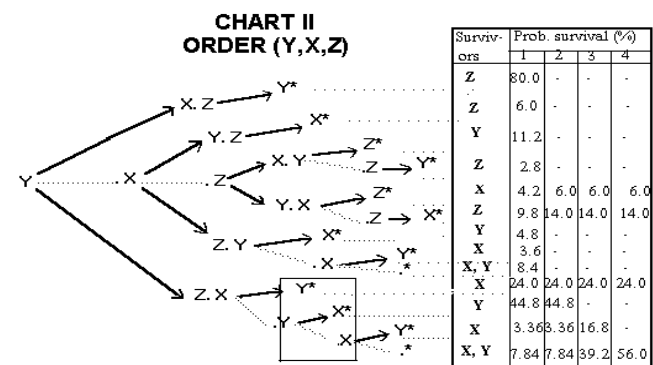 CHART II
ORDER (Y,X,Z)
Surviv- Prob. survival (%)
ors 1 2 3 4
Y* Z 80.0 - - -
X. Z
X* Z 6.0 - - -
Y. Z Y 11.2 - - -
Z*
X. Y .Z Y* Z 2.8 - - -
Y .X .Z X 4.2 6.0 6.0 6.0
Z*
Y. X .Z X* Z 9.8 14.0 14.0 14.0
Y 4.8 - - -
Z. Y X* X 3.6 - - -
.X Y* .* X, Y 8.4 - - -
Z. X Y* X 24.0 24.0 24.0 24.0
.Y X* Y 44.8 44.8 - -
.X Y* X 3.36 3.36 16.8 -
.* X, Y 7.84 7.84 39.2 56.0